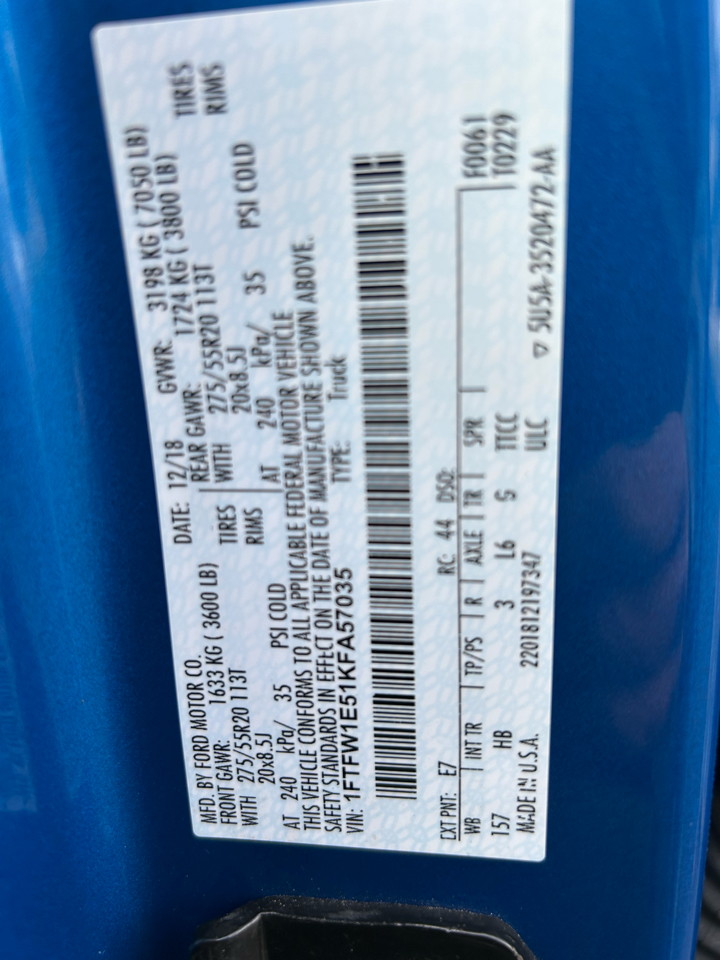 MFD. BY FORD MOTOR CO. DATE: 12/18 GVWR: 3198 KG ( 7050 LB)
FRONT GAWR: 1633 KG ( 3600 LB) REAR GAWR: 1724 KG ( 3800 LB)
WITH 275/55R20 113T TIRES WITH 275/55R20 113T TIRES
20x8.5J RIMS 20x8.5J RIMS
AT 240 kPa/ 35 PSI COLD AT 240 kPa/ 35 PSI COLD
THIS VEHICLE CONFORMS TO ALL APPLICABLE FEDERAL MOTOR VEHICLE
SAFETY STANDARDS IN EFFECT ON THE DATE OF MANUFACTURE SHOWN ABOVE.
VIN: 1FTFW1E51KFA57035 TYPE: Truck
EXT PNT: E7 RC: 44 DSO: F0061
WB INT TR TP/PS R AXLE TR SPR T0229
157 HB 3 L6 G TTCC
MADE IN U.S.A. 2201812197347 ULC ▽ 5U5A-3520472-AA